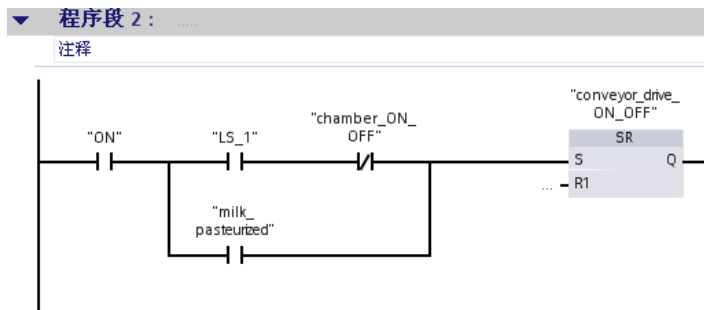 程序段 2： .....
注释
"conveyor_drive_
ON_OFF"
"chamber_ON_
OFF"
"ON"
"LS_1"
SR
S Q
... R1
"milk_
pasteurized"